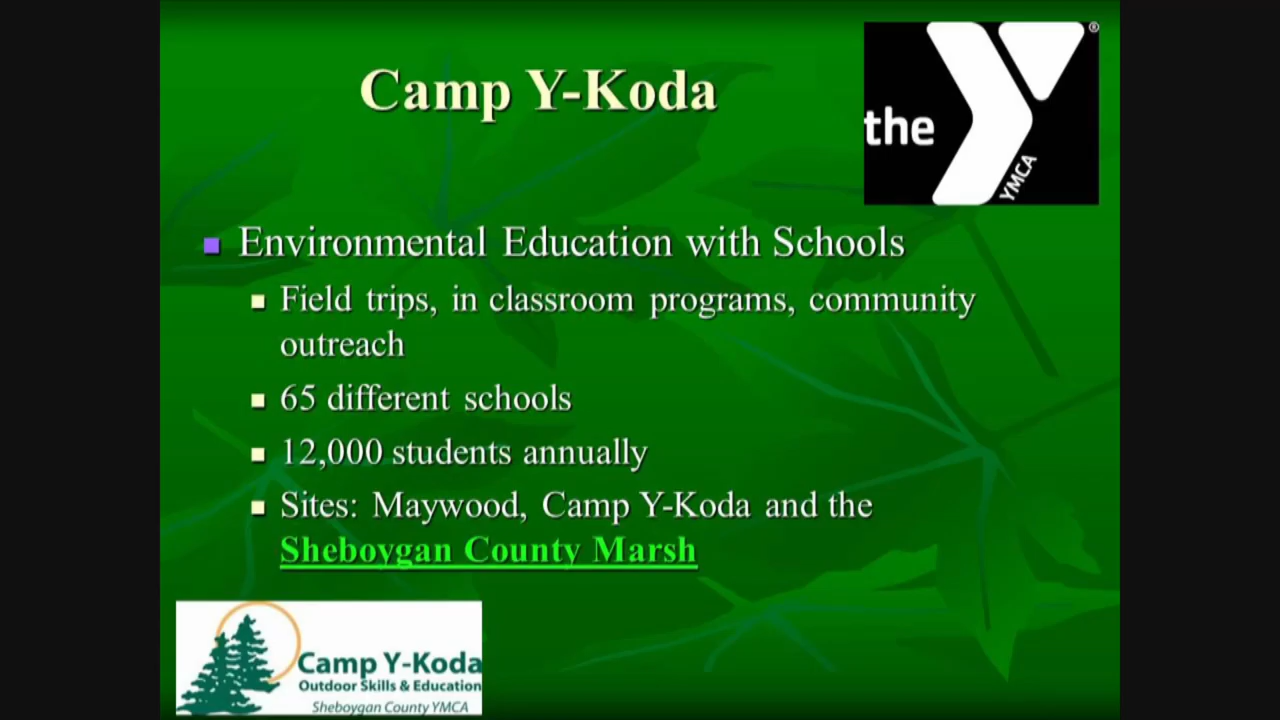 Camp Y-Koda
the
YMCA
®
Environmental Education with Schools
Field trips, in classroom programs, community
outreach
65 different schools
12,000 students annually
Sites: Maywood, Camp Y-Koda and the
Sheboygan County Marsh
Camp Y-Koda
Outdoor Skills & Education
Sheboygan County YMCA